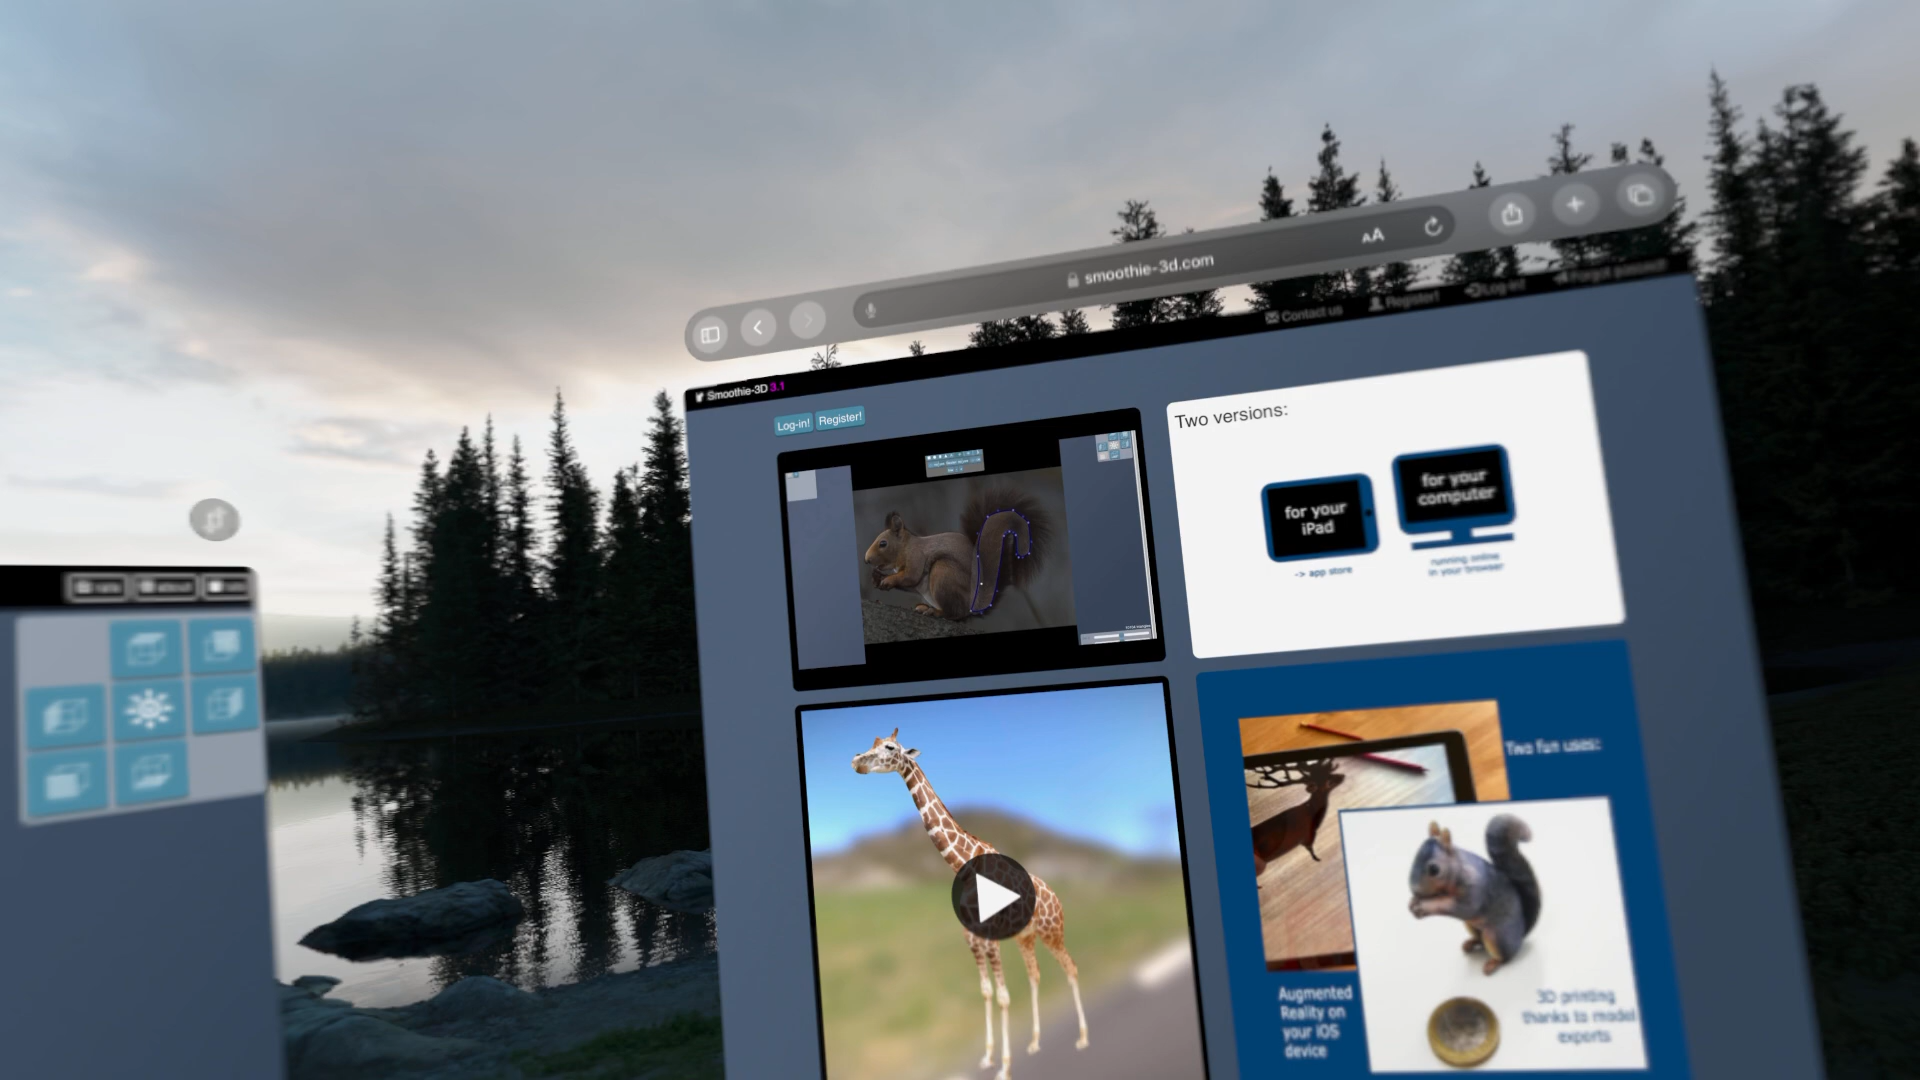 smoothie-3d.com
AA
Contact us
Register!
Log-in!
Smoothie-3D 3.1
Log-in! Register!
Two versions:
for your
iPad
-> app store
for your
computer
running online
in your browser
Two fun uses:
Augmented
Reality on
your iOS
device
3D printing
thanks to model
exports